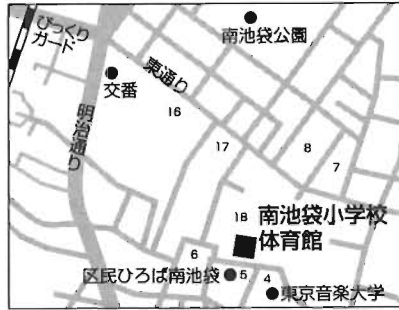 びっくり
ガード
南池袋公園
交番
東通り
明治通り
16
17
8
7
18
南池袋小学校
体育館
6
区民ひろば南池袋
5
4
東京音楽大学